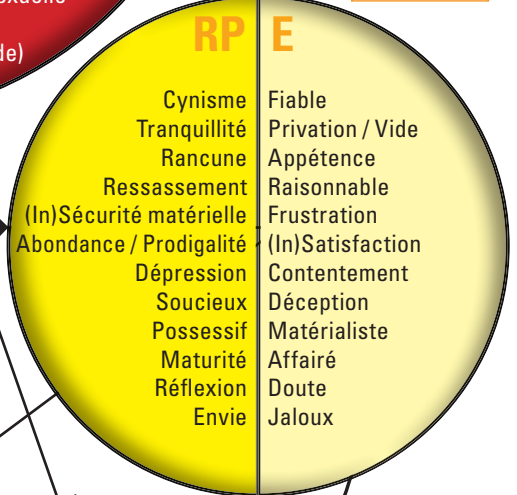 de)
RP E
Cynisme Fiable
Tranquillité Privation / Vide
Rancune Appétence
Ressassement Raisonnable
(In)Sécurité matérielle Frustration
Abondance / Prodigalité (In)Satisfaction
Dépression Contentement
Soucieux Déception
Possessif Matérialiste
Maturité Affairé
Réflexion Doute
Envie Jaloux